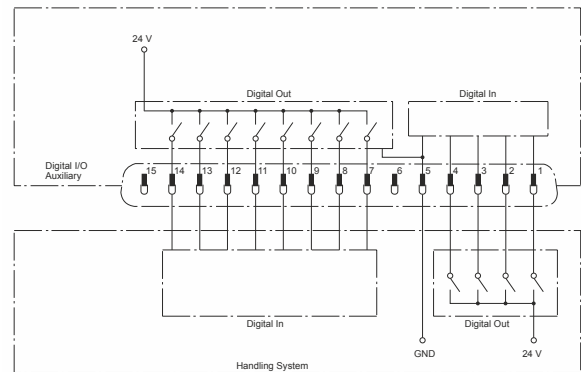 24 V
Digital Out
Digital In
Digital I/O
Auxiliary
15 14 13 12 11 10 9 8 7 6 5 4 3 2 1
Digital In
Digital Out
GND
24 V
Handling System